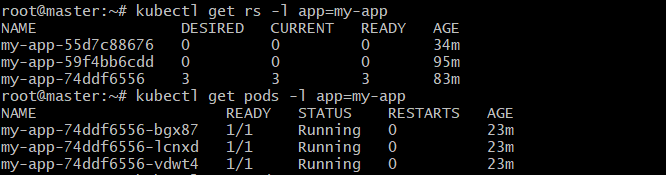 root@master:~# kubectl get rs -l app=my-app
NAME DESIRED CURRENT READY AGE
my-app-55d7c88676 0 0 0 34m
my-app-59f4bb6cdd 0 0 0 95m
my-app-74ddf6556 3 3 3 83m
root@master:~# kubectl get pods -l app=my-app
NAME READY STATUS RESTARTS AGE
my-app-74ddf6556-bgx87 1/1 Running 0 23m
my-app-74ddf6556-lcnxd 1/1 Running 0 23m
my-app-74ddf6556-vdwt4 1/1 Running 0 23m